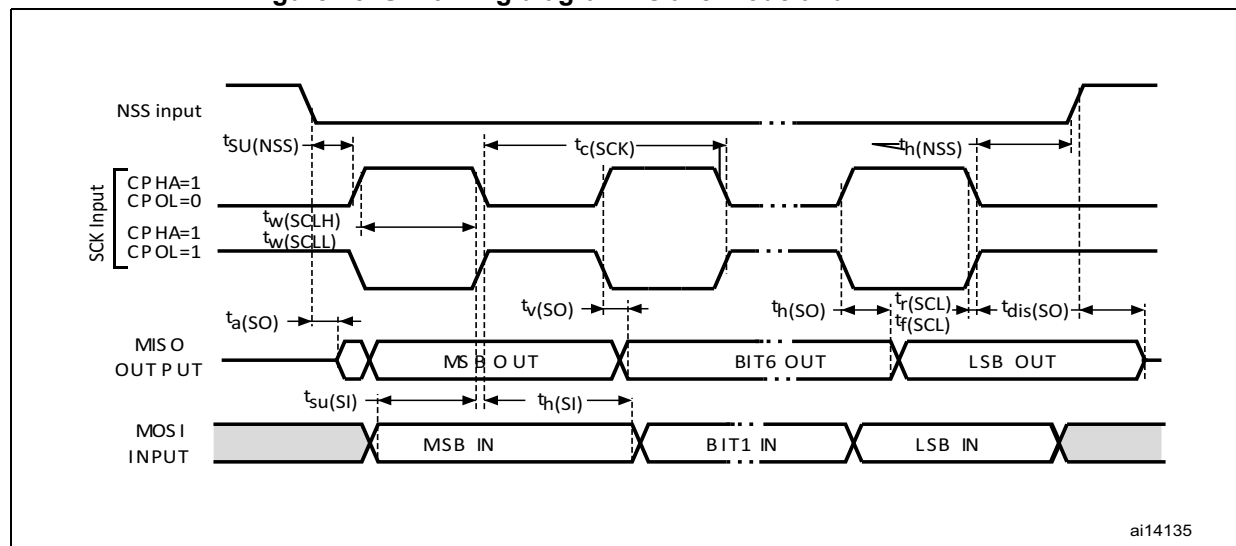 NSS input
tSU(NSS)
tc(SCK)
th(NSS)
SCK Input
CPHA=1
CPOL=0
tw(SCLH)
CPHA=1
tw(SCLL)
CPOL=1
ta(SO)
tv(SO)
th(SO)
tr(SCL)
tf(SCL)
tdis(SO)
MISO
OUTPUT
MSB OUT
BIT6 OUT
LSB OUT
tsu(SI)
th(SI)
MOSI
INPUT
MSB IN
BIT1 IN
LSB IN
ai14135